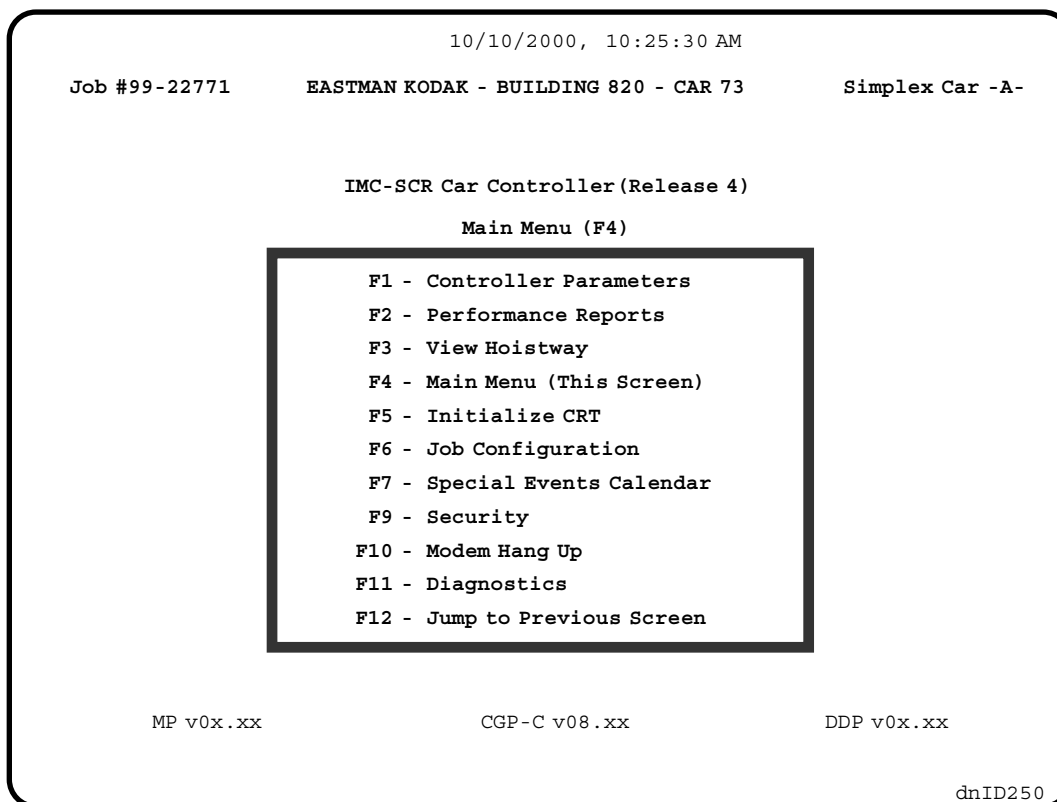 10/10/2000, 10:25:30 AM
Job #99-22771 EASTMAN KODAK - BUILDING 820 - CAR 73 Simplex Car -A-
IMC-SCR Car Controller(Release 4)
Main Menu (F4)
F1 - Controller Parameters
F2 - Performance Reports
F3 - View Hoistway
F4 - Main Menu (This Screen)
F5 - Initialize CRT
F6 - Job Configuration
F7 - Special Events Calendar
F9 - Security
F10 - Modem Hang Up
F11 - Diagnostics
F12 - Jump to Previous Screen
MP v0x.xx CGP-C v08.xx DDP v0x.xx
dnID250